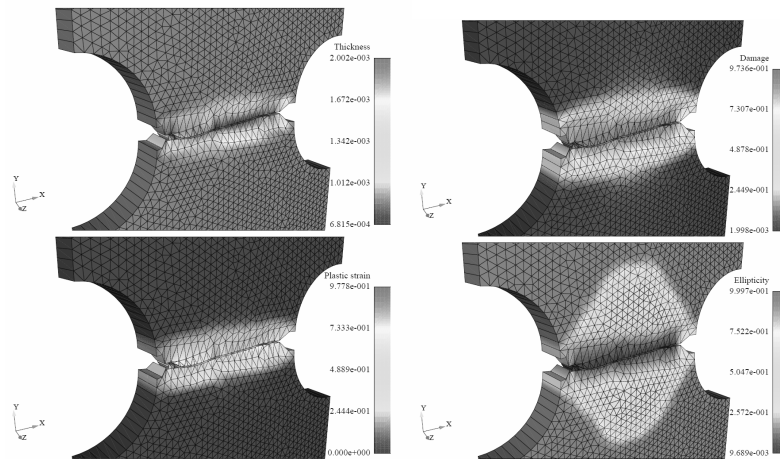 Thickness
2.002e-003
1.672e-003
1.342e-003
1.012e-003
6.815e-004
Y
X
Z
Damage
9.736e-001
7.307e-001
4.878e-001
2.449e-001
1.998e-003
Y
X
Z
Plastic strain
9.778e-001
7.333e-001
4.889e-001
2.444e-001
0.000e+000
Y
X
Z
Ellipticity
9.997e-001
7.522e-001
5.047e-001
2.572e-001
9.689e-003
Y
X
Z